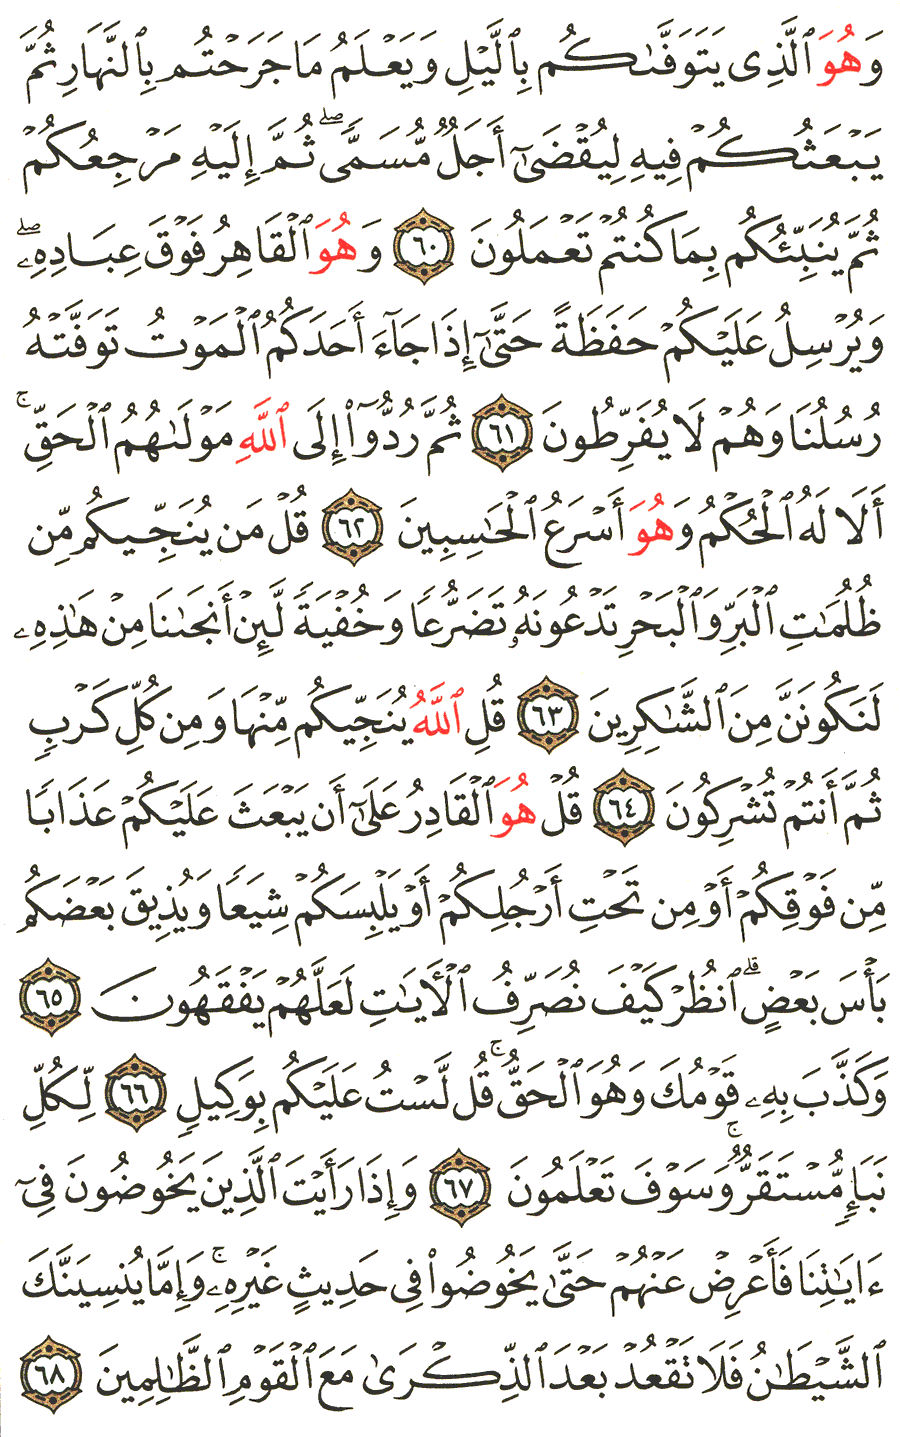 وَهُوَ ٱلَّذِى يَتَوَفَّىٰكُم بِٱلَّيْلِ وَيَعْلَمُ مَا جَرَحْتُم بِٱلنَّهَارِ ثُمَّ
يَبْعَثُكُمْ فِيهِ لِيُقْضَىٰٓ أَجَلٌ مُّسَمًّى ۖ ثُمَّ إِلَيْهِ مَرْجِعُكُمْ
ثُمَّ يُنَبِّئُكُم بِمَا كُنتُمْ تَعْمَلُونَ ٦٠ وَهُوَ ٱلْقَاهِرُ فَوْقَ عِبَادِهِۦ ۖ
وَيُرْسِلُ عَلَيْكُمْ حَفَظَةً حَتَّىٰٓ إِذَا جَآءَ أَحَدَكُمُ ٱلْمَوْتُ تَوَفَّتْهُ
رُسُلُنَا وَهُمْ لَا يُفَرِّطُونَ ٦١ ثُمَّ رُدُّوٓا۟ إِلَى ٱللَّهِ مَوْلَىٰهُمُ ٱلْحَقِّ ۚ
أَلَا لَهُ ٱلْحُكْمُ وَهُوَ أَسْرَعُ ٱلْحَـٰسِبِينَ ٦٢ قُلْ مَن يُنَجِّيكُم مِّن
ظُلُمَـٰتِ ٱلْبَرِّ وَٱلْبَحْرِ تَدْعُونَهُۥ تَضَرُّعًا وَخُفْيَةً لَّئِنْ أَنجَىٰنَا مِنْ هَـٰذِهِۦ
لَنَكُونَنَّ مِنَ ٱلشَّـٰكِرِينَ ٦٣ قُلِ ٱللَّهُ يُنَجِّيكُم مِّنْهَا وَمِن كُلِّ كَرْبٍ
ثُمَّ أَنتُمْ تُشْرِكُونَ ٦٤ قُلْ هُوَ ٱلْقَادِرُ عَلَىٰٓ أَن يَبْعَثَ عَلَيْكُمْ عَذَابًا
مِّن فَوْقِكُمْ أَوْ مِن تَحْتِ أَرْجُلِكُمْ أَوْ يَلْبِسَكُمْ شِيَعًا وَيُذِيقَ بَعْضَكُم
بَأْسَ بَعْضٍ ۗ ٱنظُرْ كَيْفَ نُصَرِّفُ ٱلْـَٔايَـٰتِ لَعَلَّهُمْ يَفْقَهُونَ ٦٥
وَكَذَّبَ بِهِۦ قَوْمُكَ وَهُوَ ٱلْحَقُّ ۚ قُل لَّسْتُ عَلَيْكُم بِوَكِيلٍ ٦٦ لِّكُلِّ
نَبَإٍ مُّسْتَقَرٌّ ۚ وَسَوْفَ تَعْلَمُونَ ٦٧ وَإِذَا رَأَيْتَ ٱلَّذِينَ يَخُوضُونَ فِىٓ
ءَايَـٰتِنَا فَأَعْرِضْ عَنْهُمْ حَتَّىٰ يَخُوضُوا۟ فِى حَدِيثٍ غَيْرِهِۦ ۚ وَإِمَّا يُنسِيَنَّكَ
ٱلشَّيْطَـٰنُ فَلَا تَقْعُدْ بَعْدَ ٱلذِّكْرَىٰ مَعَ ٱلْقَوْمِ ٱلظَّـٰلِمِينَ ٦٨